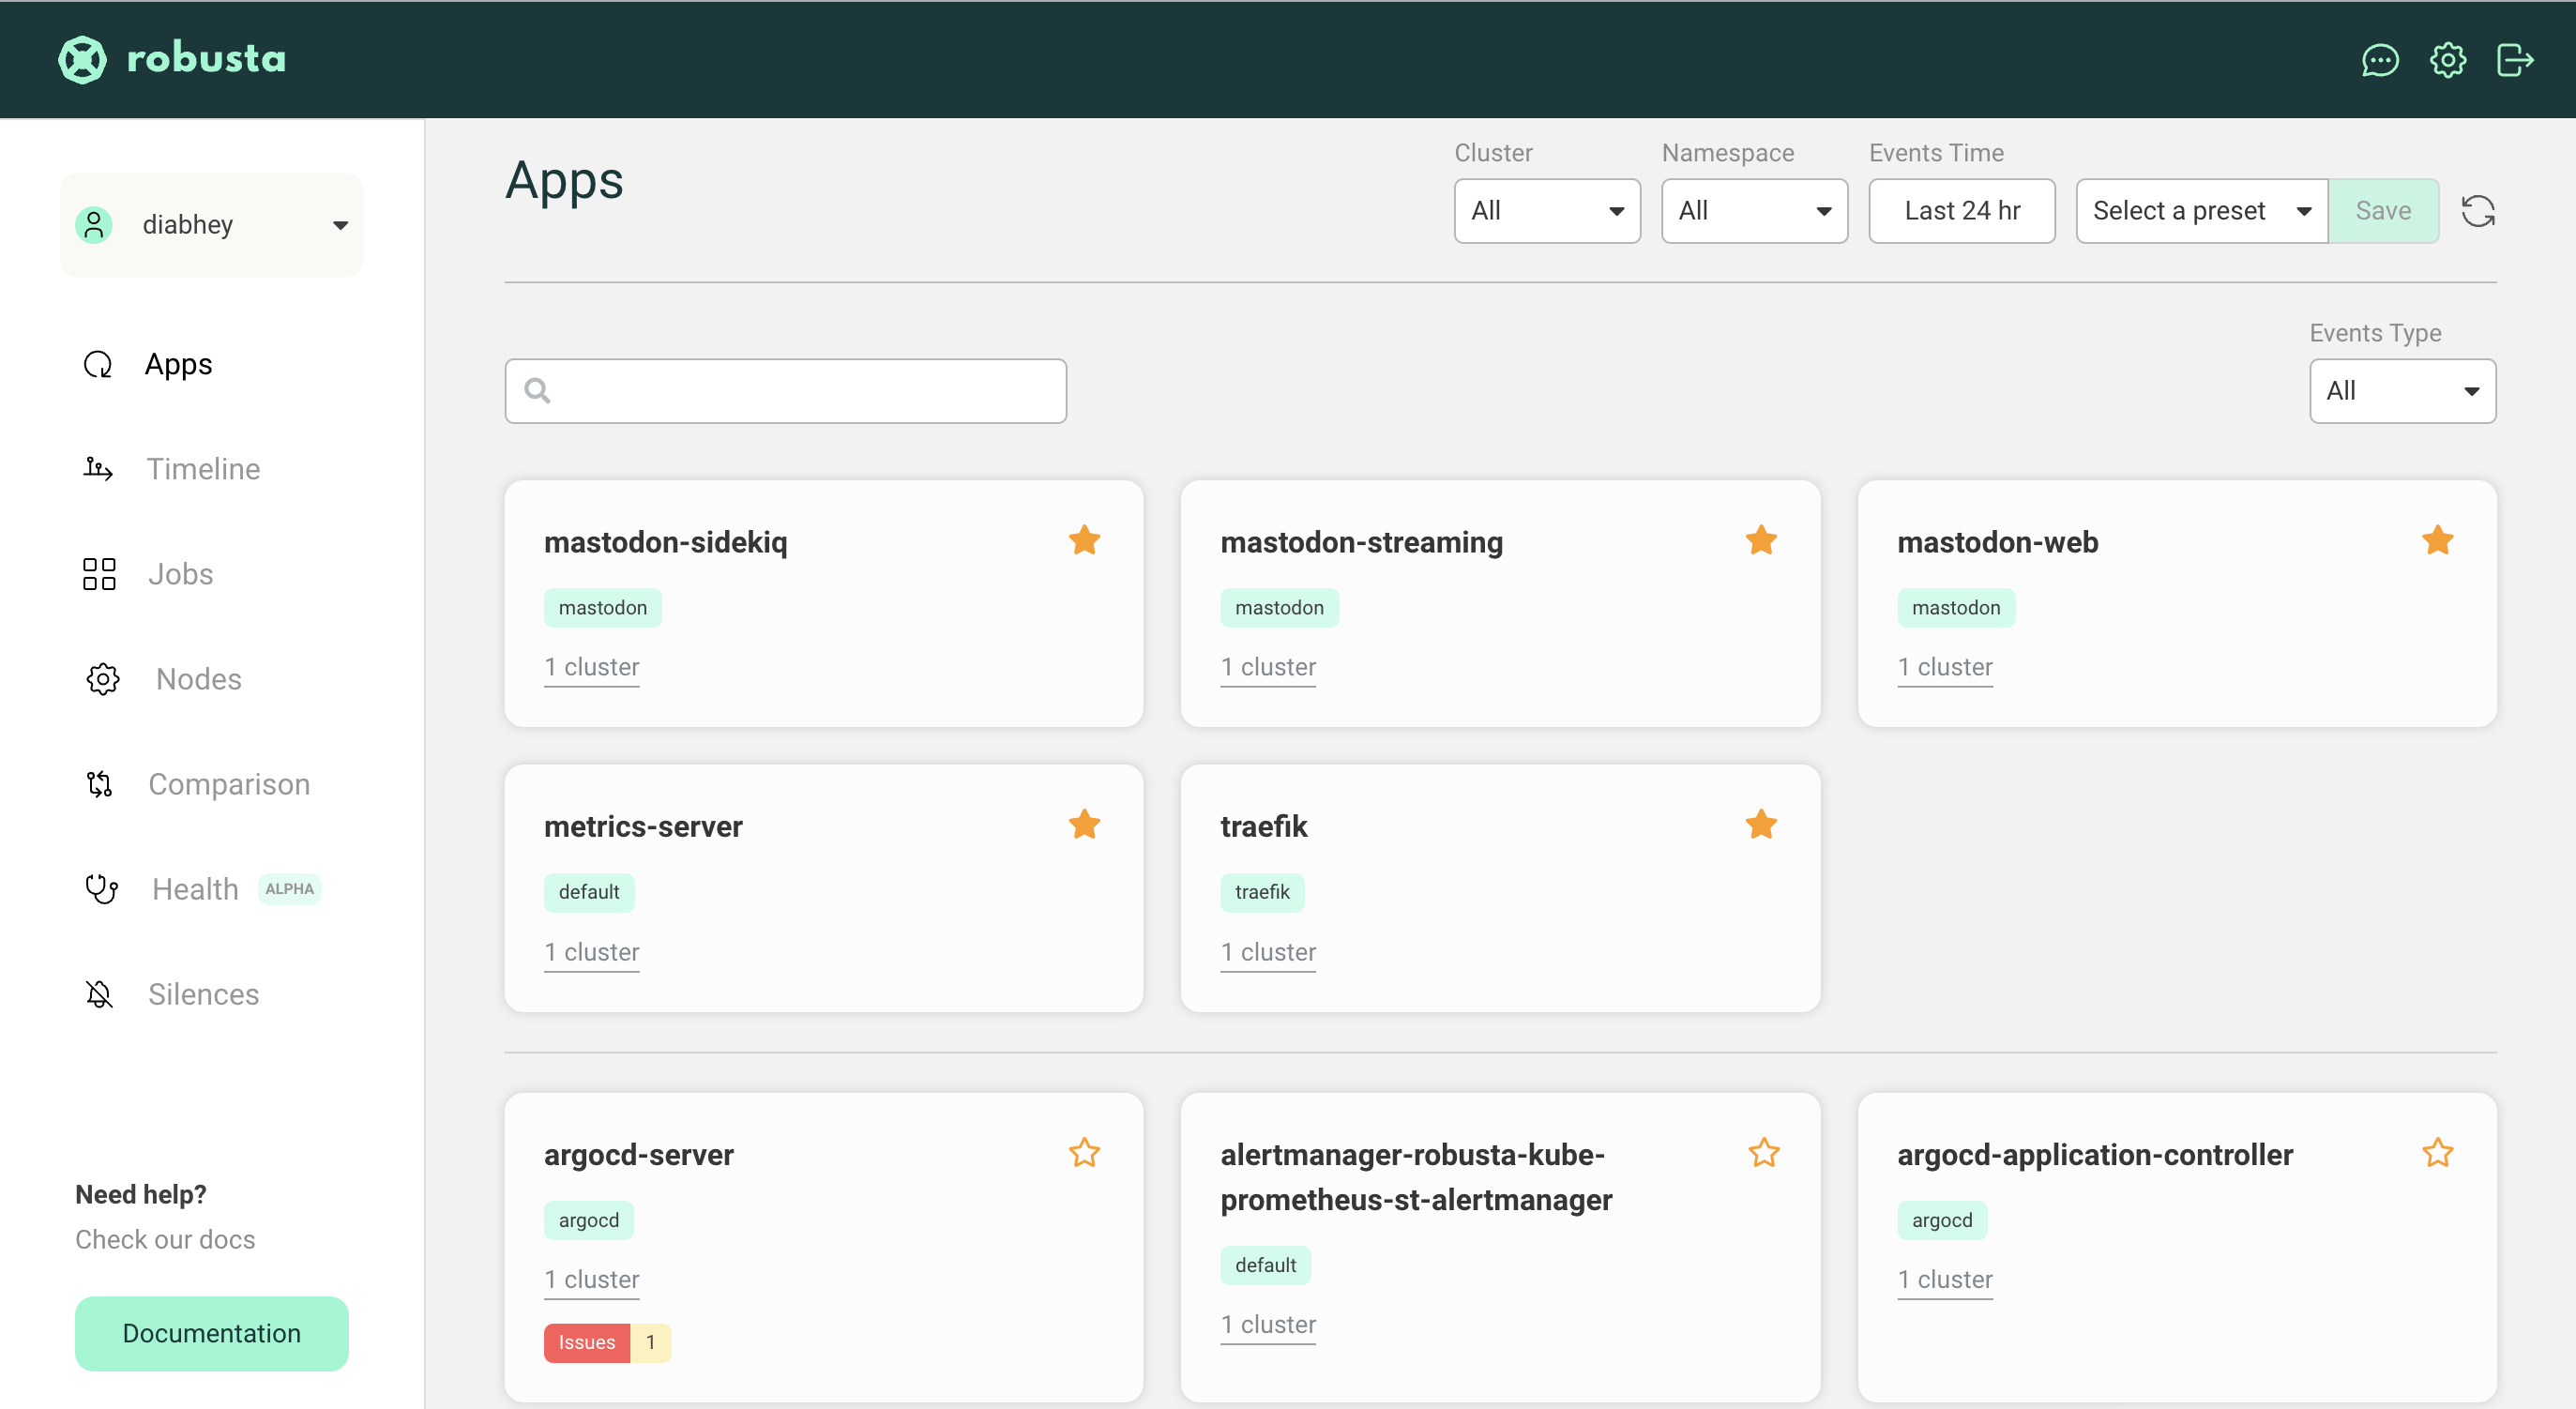 robusta
diabhey
Apps
Timeline
Jobs
Nodes
Comparison
Health ALPHA
Silences
Need help?
Check our docs
Documentation
Apps
Cluster
All
Namespace
All
Events Time
Last 24 hr
Select a preset
Save
Events Type
All
mastodon-sidekiq
mastodon
1 cluster
mastodon-streaming
mastodon
1 cluster
mastodon-web
mastodon
1 cluster
metrics-server
default
1 cluster
traefik
traefik
1 cluster
argocd-server
argocd
1 cluster
Issues 1
alertmanager-robusta-kube-
prometheus-st-alertmanager
default
1 cluster
argocd-application-controller
argocd
1 cluster